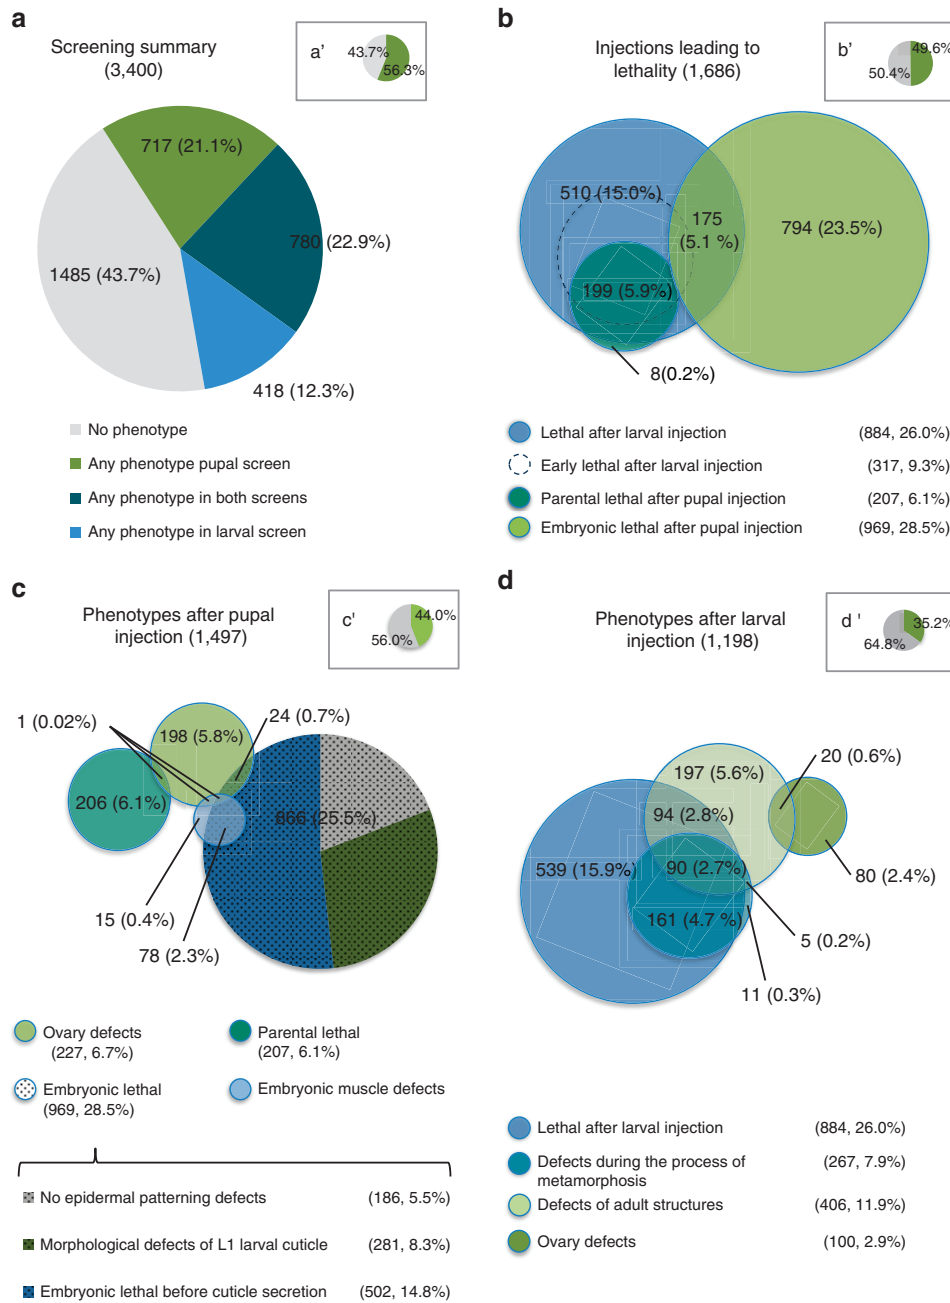 a
Screening summary
(3,400)
a'
43.7%
56.3%
717 (21.1%)
780 (22.9%)
1485 (43.7%)
418 (12.3%)
No phenotype
Any phenotype pupal screen
Any phenotype in both screens
Any phenotype in larval screen
b
Injections leading to
lethality (1,686)
b'
49.6%
50.4%
510 (15.0%)
175
(5.1 %)
794 (23.5%)
199 (5.9%)
8(0.2%)
Lethal after larval injection (884, 26.0%)
Early lethal after larval injection (317, 9.3%)
Parental lethal after pupal injection (207, 6.1%)
Embryonic lethal after pupal injection (969, 28.5%)
c
Phenotypes after pupal
injection (1,497)
c'
44.0%
56.0%
1 (0.02%)
24 (0.7%)
198 (5.8%)
206 (6.1%)
866 (25.5%)
15 (0.4%)
78 (2.3%)
Ovary defects
(227, 6.7%)
Parental lethal
(207, 6.1%)
Embryonic lethal
(969, 28.5%)
Embryonic muscle defects
No epidermal patterning defects (186, 5.5%)
Morphological defects of L1 larval cuticle (281, 8.3%)
Embryonic lethal before cuticle secretion (502, 14.8%)
d
Phenotypes after larval
injection (1,198)
d '
35.2%
64.8%
197 (5.6%)
20 (0.6%)
94 (2.8%)
539 (15.9%)
90 (2.7%)
80 (2.4%)
161 (4.7 %)
5 (0.2%)
11 (0.3%)
Lethal after larval injection (884, 26.0%)
Defects during the process of (267, 7.9%)
metamorphosis
Defects of adult structures (406, 11.9%)
Ovary defects (100, 2.9%)